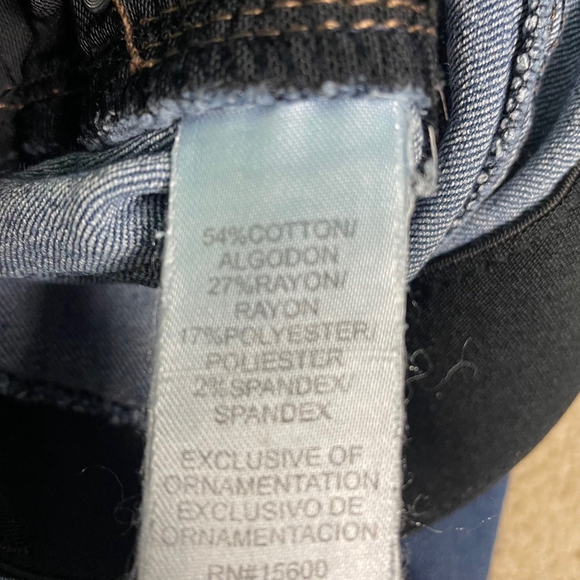 54%COTTON/
ALGODON
27%RAYON/
RAYON
17%POLYESTER/
POLIESTER
2%SPANDEX/
SPANDEX
EXCLUSIVE OF
ORNAMENTATION
EXCLUSIVO DE
ORNAMENTACION
RN#15600